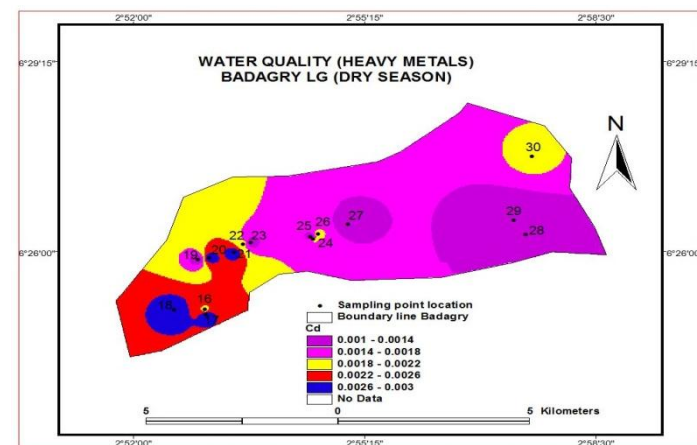 2°52'00" 2°55'15" 2°58'30"
6°29'15" 6°29'15"
WATER QUALITY (HEAVY METALS)
BADAGRY LG (DRY SEASON)
N
30
29
28
27
26
25
24
23
22
21
20
19
18
16
6°26'00" 6°26'00"
Sampling point location
Boundary line Badagry
Cd
0.001 - 0.0014
0.0014 - 0.0018
0.0018 - 0.0022
0.0022 - 0.0026
0.0026 - 0.003
No Data
5 0 5 Kilometers
2°52'00" 2°55'15" 2°58'30"